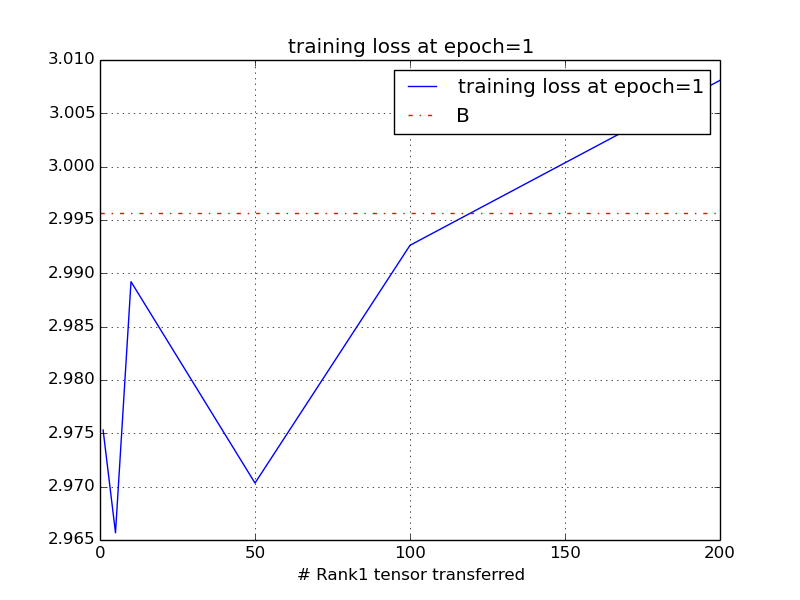 training loss at epoch=1
training loss at epoch=1
B
3.010
3.005
3.000
2.995
2.990
2.985
2.980
2.975
2.970
2.965
0 50 100 150 200
# Rank1 tensor transferred